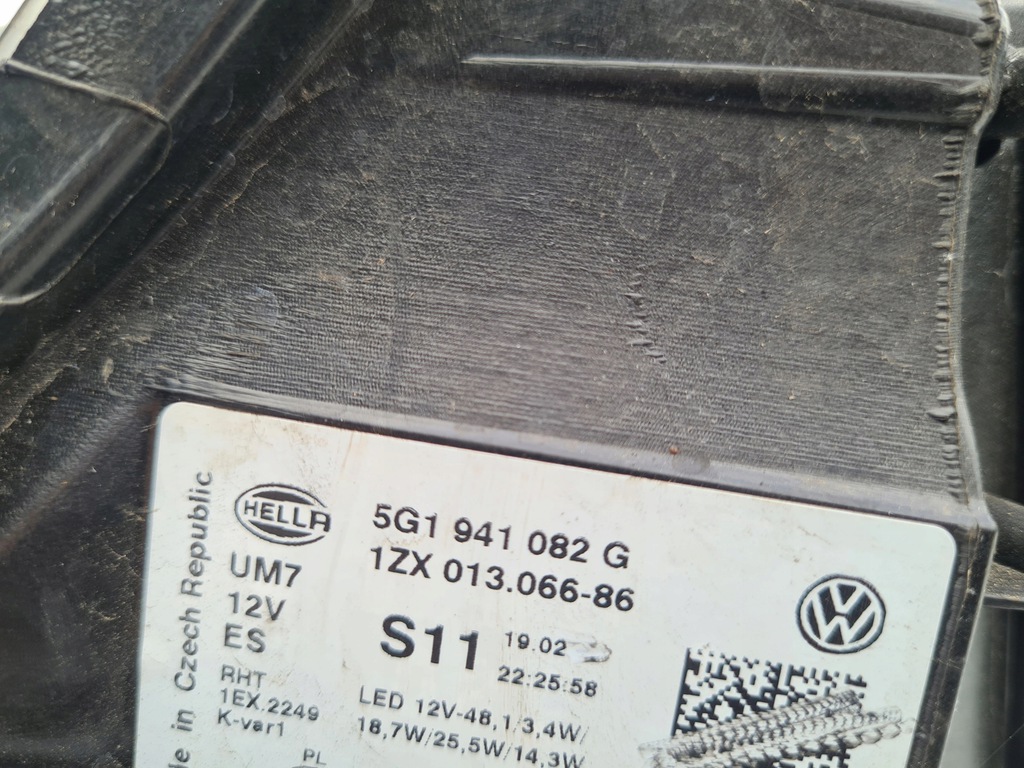 HELLA
5G1 941 082 G
1ZX 013.066-86
UM7
12V
ES
S11
19.02
22:25:58
RHT
1EX.2249
K-var1
LED 12V-48,1/3,4W/
18,7W/25,5W/14,3W
PL
in Czech Republic
VW